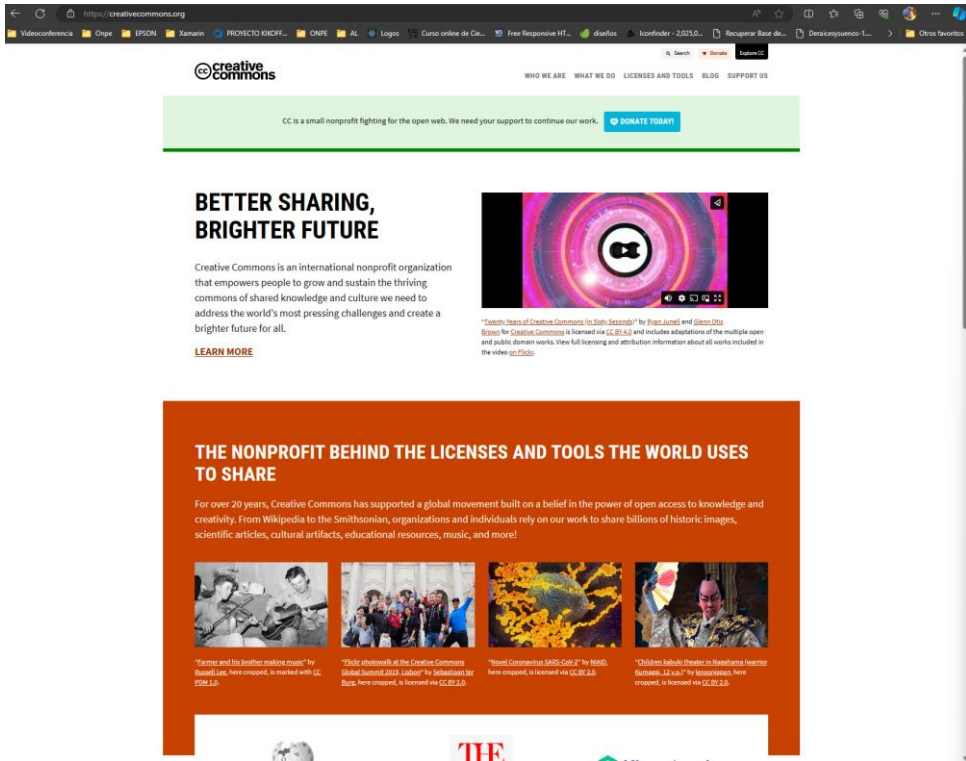 https://creativecommons.org
Videoconferencia Onpe EPSON Xamarin PROYECTO KIKOFF... ONPE AL Logos Curso online de Cie... Free Responsive HT... diseños Iconfinder - 2,025,0... Recuperar Base de... Deraicesysuenos-1.... Otros favoritos
Search Donate Explore CC
creative
commons
WHO WE ARE WHAT WE DO LICENSES AND TOOLS BLOG SUPPORT US
CC is a small nonprofit fighting for the open web. We need your support to continue our work. DONATE TODAY!
BETTER SHARING,
BRIGHTER FUTURE
Creative Commons is an international nonprofit organization
that empowers people to grow and sustain the thriving
commons of shared knowledge and culture we need to
address the world's most pressing challenges and create a
brighter future for all.
LEARN MORE
"Twenty Years of Creative Commons (in Sixty Seconds)" by Ryan Junell and Glenn Otis
Brown for Creative Commons is licensed via CC BY 4.0 and includes adaptations of the multiple open
and public domain works. View full licensing and attribution information about all works included in
the video on Flickr.
THE NONPROFIT BEHIND THE LICENSES AND TOOLS THE WORLD USES
TO SHARE
For over 20 years, Creative Commons has supported a global movement built on a belief in the power of open access to knowledge and
creativity. From Wikipedia to the Smithsonian, organizations and individuals rely on our work to share billions of historic images,
scientific articles, cultural artifacts, educational resources, music, and more!
"Farmer and his brother making music" by
Russell Lee, here cropped, is marked with CC
PDM 1.0.
"Flickr photowalk at the Creative Commons
Global Summit 2019, Lisbon" by Sebastiaan ter
Burg, here cropped, is licensed via CC BY 2.0.
"Novel Coronavirus SARS-CoV-2" by NIAID,
here cropped, is licensed via CC BY 2.0.
"Children kabuki theater in Nagahama (warrior
Kumagai, 12 y.o.)" by lensonjapan, here
cropped, is licensed via CC BY 2.0.
THE